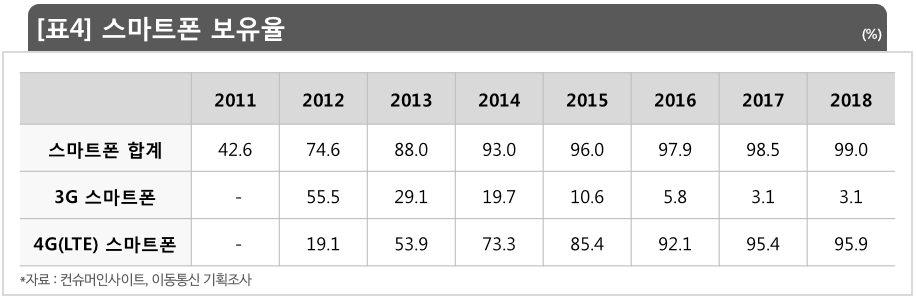 [표4] 스마트폰 보유율 (%)
2011 2012 2013 2014 2015 2016 2017 2018
스마트폰 합계 42.6 74.6 88.0 93.0 96.0 97.9 98.5 99.0
3G 스마트폰 - 55.5 29.1 19.7 10.6 5.8 3.1 3.1
4G(LTE) 스마트폰 - 19.1 53.9 73.3 85.4 92.1 95.4 95.9
*자료 : 컨슈머인사이트, 이동통신 기획조사